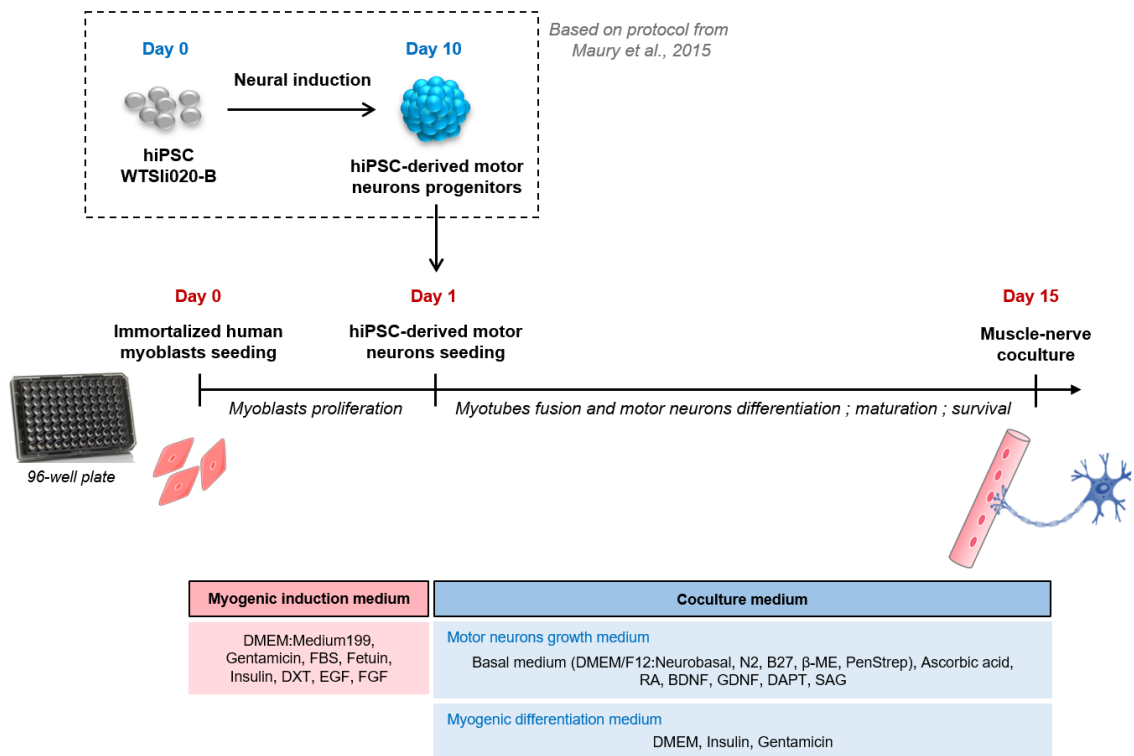 Based on protocol from
Maury et al., 2015
Day 0
Day 10
Neural induction
hiPSC
WTSIi020-B
hiPSC-derived motor
neurons progenitors
Day 0
Day 1
Day 15
Immortalized human
myoblasts seeding
hiPSC-derived motor
neurons seeding
Muscle-nerve
coculture
Myoblasts proliferation
Myotubes fusion and motor neurons differentiation ; maturation ; survival
96-well plate
Myogenic induction medium
DMEM:Medium199,
Gentamicin, FBS, Fetuin,
Insulin, DXT, EGF, FGF
Coculture medium
Motor neurons growth medium
Basal medium (DMEM/F12:Neurobasal, N2, B27, β-ME, PenStrep), Ascorbic acid,
RA, BDNF, GDNF, DAPT, SAG
Myogenic differentiation medium
DMEM, Insulin, Gentamicin